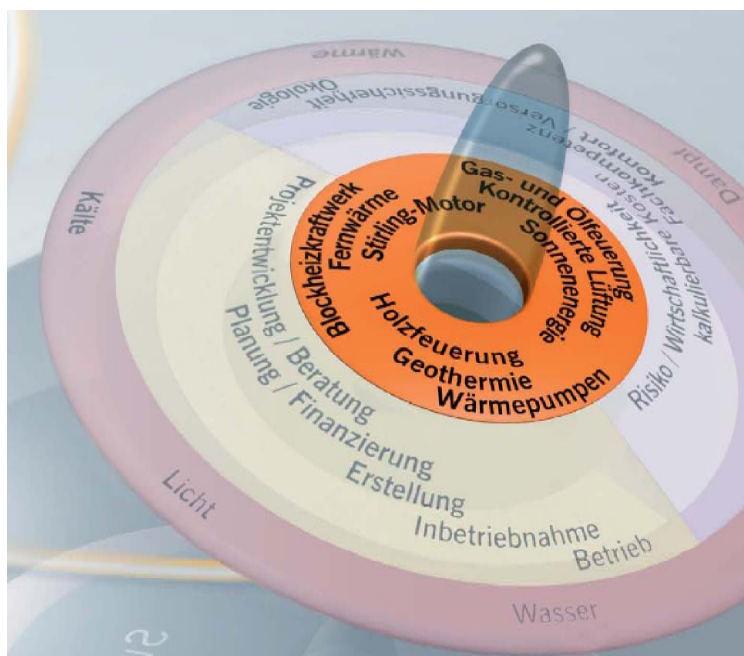 Wärme
Dampf
Kälte
Licht
Wasser
Ökologie
Komfort / Versorgungssicherheit
Fachkompetenz
kalkulierbare Kosten
Risiko / Wirtschaftlichkeit
Projektentwicklung / Beratung
Planung / Finanzierung
Erstellung
Inbetriebnahme
Betrieb
Gas- und Ölfeuerung
Kontrollierte Lüftung
Sonnenenergie
Blockheizkraftwerk
Fernwärme
Stirling-Motor
Holzfeuerung
Geothermie
Wärmepumpen